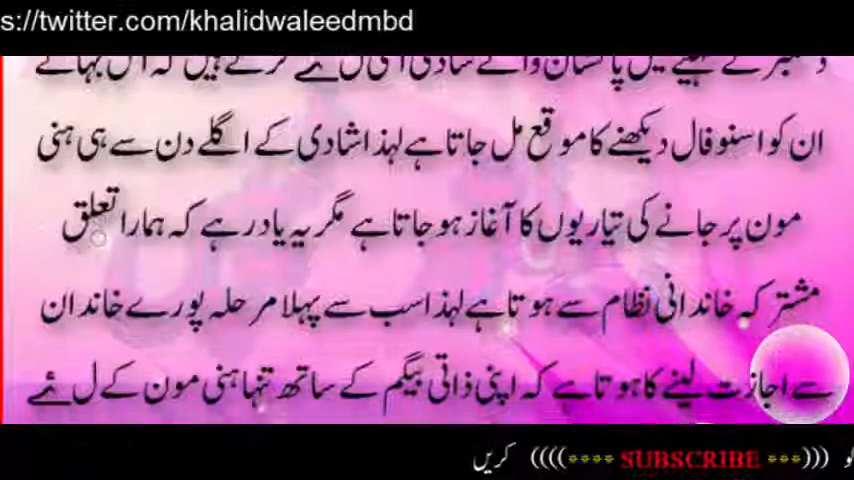 s://twitter.com/khalidwaleedmbd
ان کو اسنو فال دیکھنے کا موقع مل جاتا ہے لہذا شادی کے اگلے دن سے ہی ہنی
مون پر جانے کی تیاریوں کا آغاز ہو جاتا ہے مگر یہ یاد رہے کہ ہمارا تعلق
مشترکہ خاندانی نظام سے ہوتا ہے لہذا سب سے پہلا مرحلہ پورے خاندان
سے اجازت لینے کا ہوتا ہے کہ اپنی ذاتی بیگم کے ساتھ تنہا ہنی مون کے ل ئے
کو (((*** SUBSCRIBE ****)))) کریں